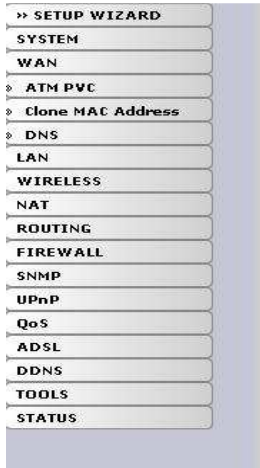 » SETUP WIZARD
SYSTEM
WAN
» ATM PVC
» Clone MAC Address
» DNS
LAN
WIRELESS
NAT
ROUTING
FIREWALL
SNMP
UPnP
QoS
ADSL
DDNS
TOOLS
STATUS